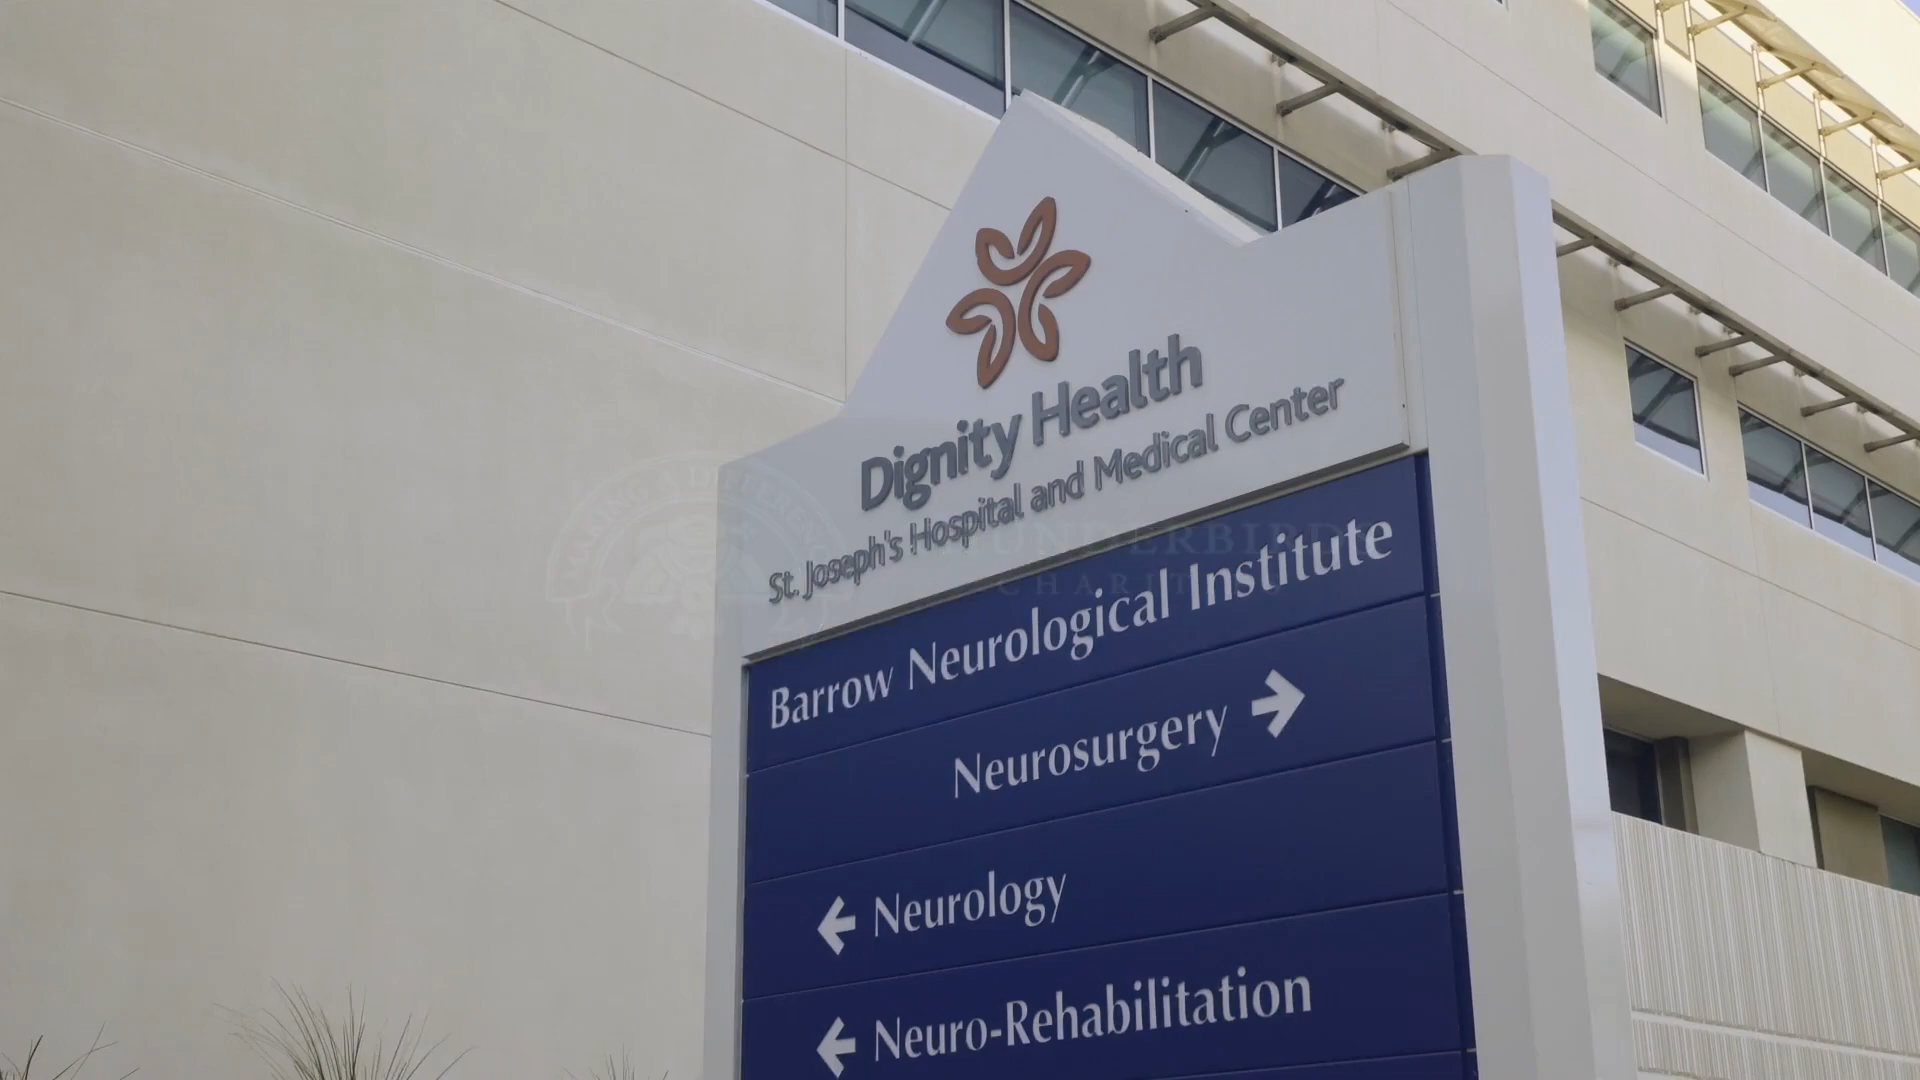 Dignity Health
St. Joseph's Hospital and Medical Center
Barrow Neurological Institute
Neurosurgery →
← Neurology
← Neuro-Rehabilitation